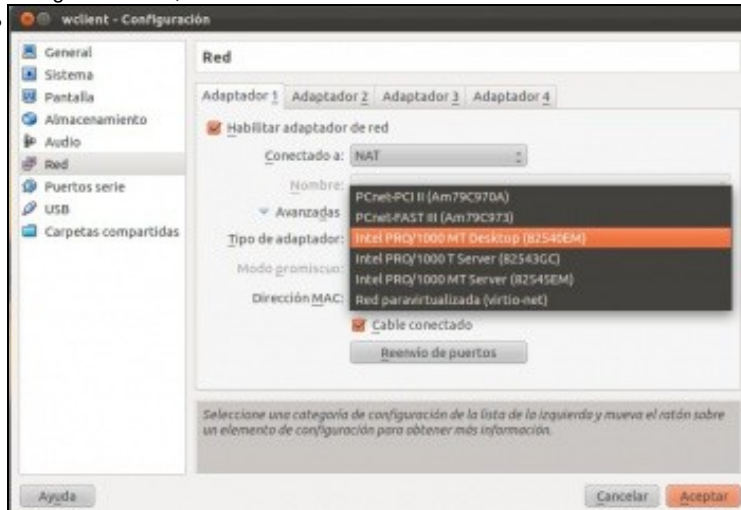 wclient - Configuración
General
Sistema
Pantalla
Almacenamiento
Audio
Red
Puertos serie
USB
Carpetas compartidas
Red
Adaptador 1 Adaptador 2 Adaptador 3 Adaptador 4
Habilitar adaptador de red
Conectado a: NAT
Nombre:
Avanzadas
Tipo de adaptador:
Modo promiscuo:
Dirección MAC:
PCnet-PCI II (Am79C970A)
PCnet-FAST III (Am79C973)
Intel PRO/1000 MT Desktop (82540EM)
Intel PRO/1000 T Server (82543GC)
Intel PRO/1000 MT Server (82545EM)
Red paravirtualizada (virtio-net)
Cable conectado
Reenvío de puertos
Seleccione una categoría de configuración de la lista de la izquierda y mueva el ratón sobre
un elemento de configuración para obtener más información.
Ayuda
Cancelar
Aceptar